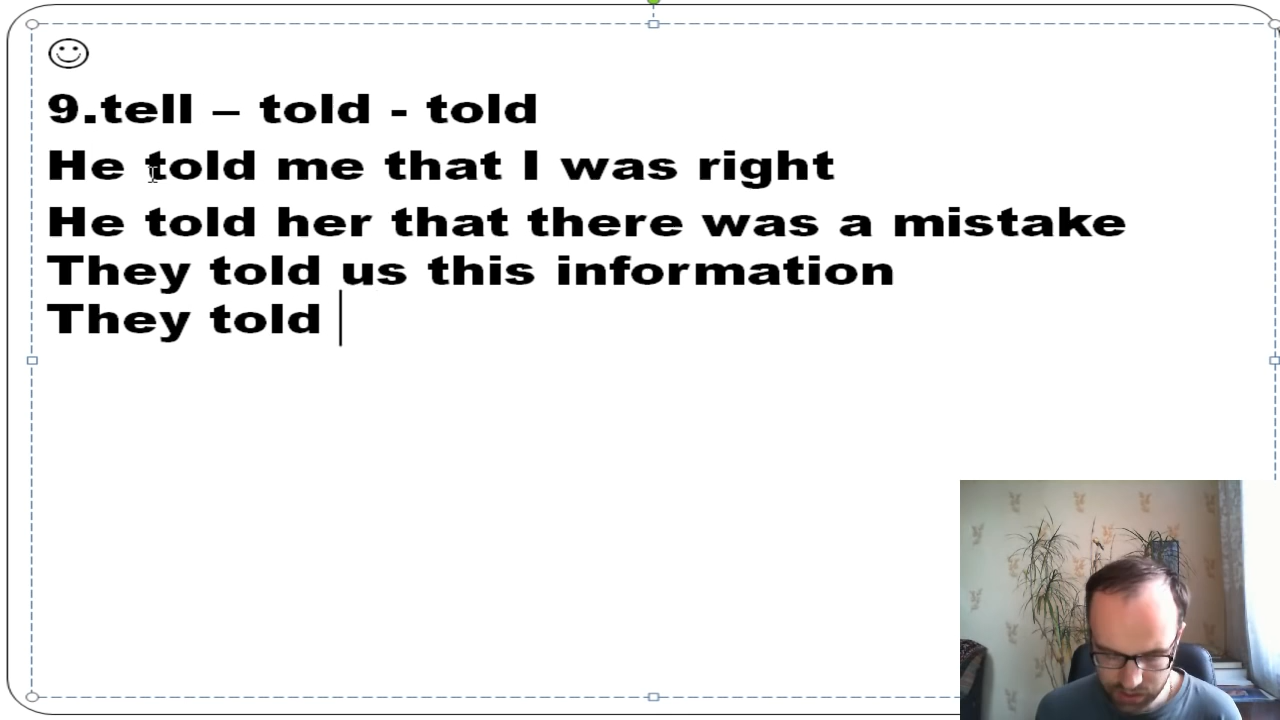 9.tell – told - told
He told me that I was right
He told her that there was a mistake
They told us this information
They told